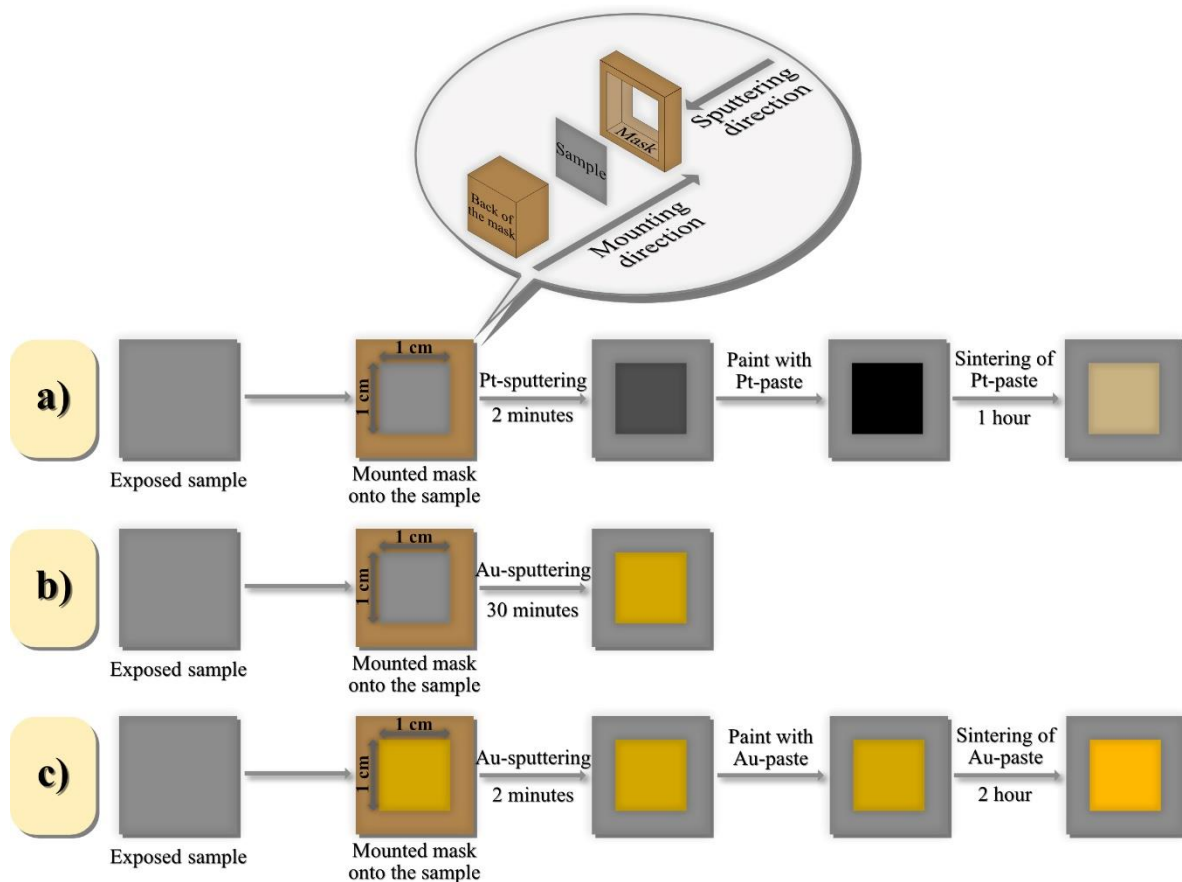 Sputtering
direction
Mask
Sample
Back of
the mask
Mounting
direction
a)
Exposed sample
1 cm
1 cm
Mounted mask
onto the sample
Pt-sputtering
2 minutes
Paint with
Pt-paste
Sintering of
Pt-paste
1 hour
b)
Exposed sample
1 cm
1 cm
Mounted mask
onto the sample
Au-sputtering
30 minutes
c)
Exposed sample
1 cm
1 cm
Mounted mask
onto the sample
Au-sputtering
2 minutes
Paint with
Au-paste
Sintering of
Au-paste
2 hour